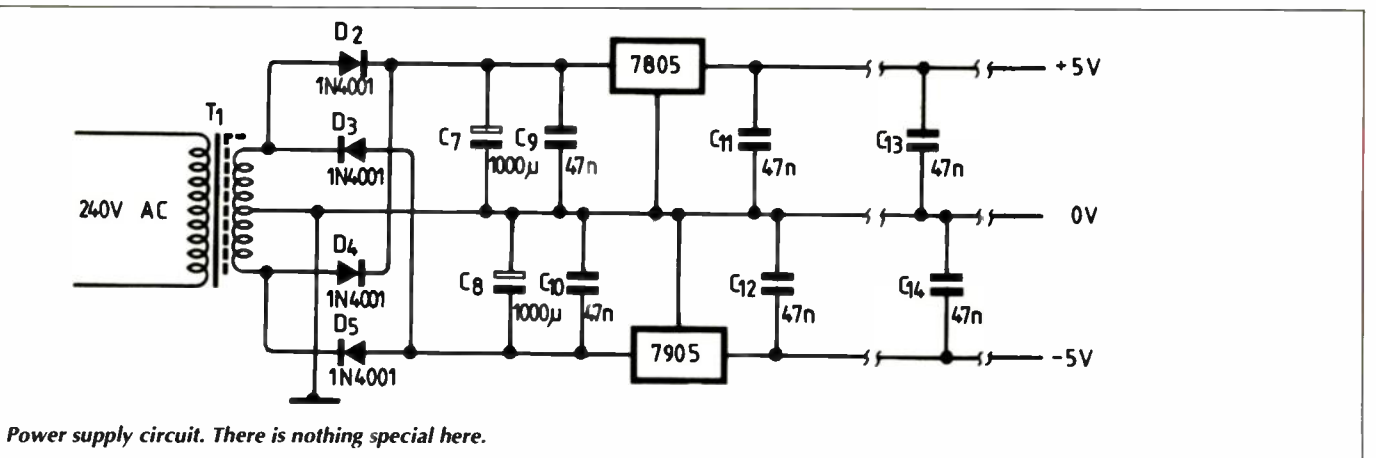 D2
1N4001
7805
+5V
T1
D3
1N4001
C7
1000µ
C9
47n
C11
47n
C13
47n
240V AC
0V
D4
1N4001
C8
1000µ
C10
47n
C12
47n
C14
47n
D5
1N4001
7905
-5V
Power supply circuit. There is nothing special here.